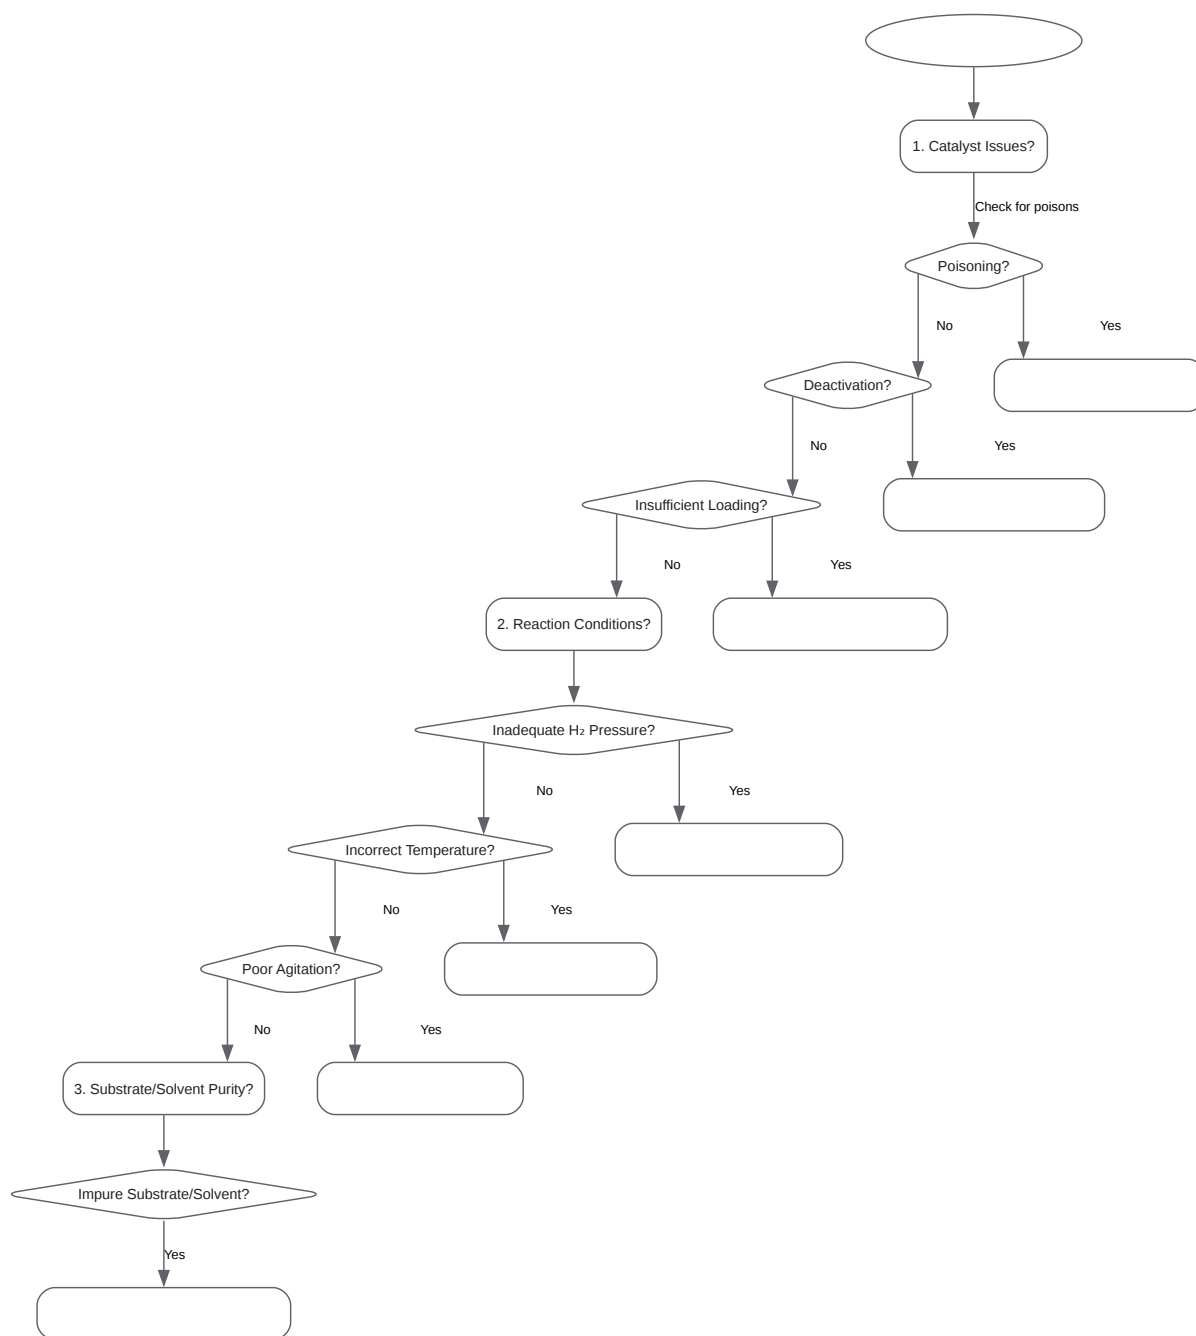 1. Catalyst Issues?
Check for poisons
Poisoning?
No
Yes
Deactivation?
No
Yes
Insufficient Loading?
No
Yes
2. Reaction Conditions?
Inadequate H₂ Pressure?
No
Yes
Incorrect Temperature?
No
Yes
Poor Agitation?
No
Yes
3. Substrate/Solvent Purity?
Impure Substrate/Solvent?
Yes